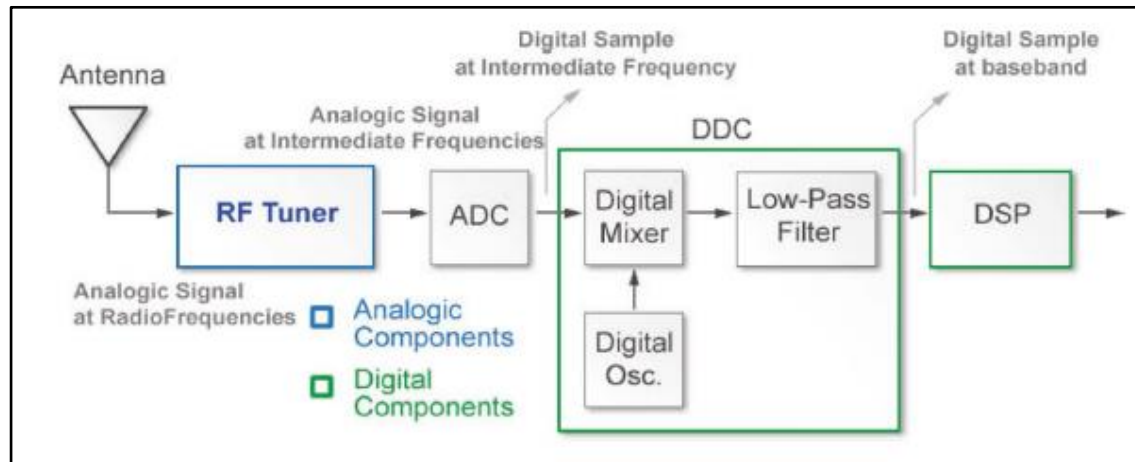 Digital Sample
at Intermediate Frequency
Digital Sample
at baseband
Antenna
Analogic Signal
at Intermediate Frequencies
DDC
RF Tuner
ADC
Digital
Mixer
Low-Pass
Filter
DSP
Analogic Signal
at RadioFrequencies
Analogic
Components
Digital
Osc.
Digital
Components